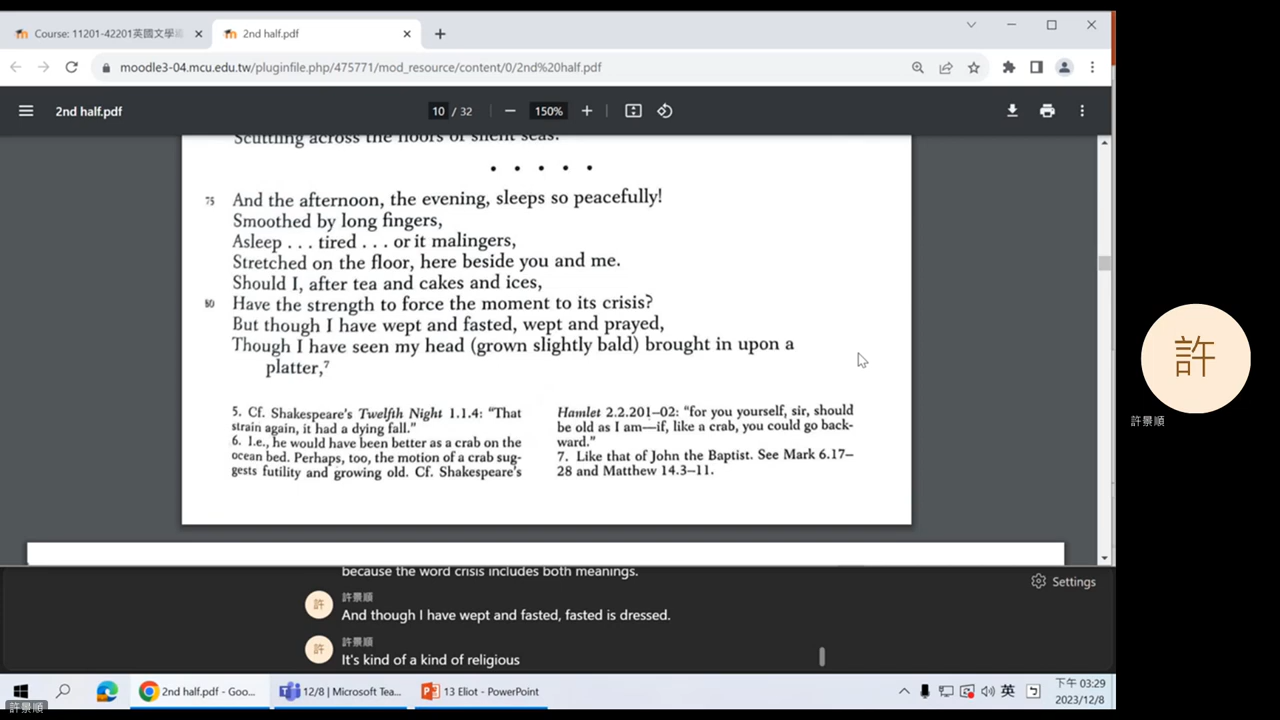 Course: 11201-42201英國文學
2nd half.pdf
moodle3-04.mcu.edu.tw/pluginfile.php/475771/mod_resource/content/0/2nd%20half.pdf
2nd half.pdf
10 / 32
150%
Scuttling across the floors of silent seas.
75 And the afternoon, the evening, sleeps so peacefully!
Smoothed by long fingers,
Asleep . . . tired . . . or it malingers,
Stretched on the floor, here beside you and me.
Should I, after tea and cakes and ices,
80 Have the strength to force the moment to its crisis?
But though I have wept and fasted, wept and prayed,
Though I have seen my head (grown slightly bald) brought in upon a
platter,7
5. Cf. Shakespeare's Twelfth Night 1.1.4: "That
strain again, it had a dying fall."
6. I.e., he would have been better as a crab on the
ocean bed. Perhaps, too, the motion of a crab sug-
gests futility and growing old. Cf. Shakespeare's
Hamlet 2.2.201–02: "for you yourself, sir, should
be old as I am—if, like a crab, you could go back-
ward."
7. Like that of John the Baptist. See Mark 6.17–
28 and Matthew 14.3–11.
許
許景順
because the word crisis includes both meanings.
Settings
許景順
許
And though I have wept and fasted, fasted is dressed.
許景順
許
It's kind of a kind of religious
2nd half.pdf - Goo...
12/8 | Microsoft Tea...
13 Eliot - PowerPoint
英
下午 03:29
2023/12/8
許景順